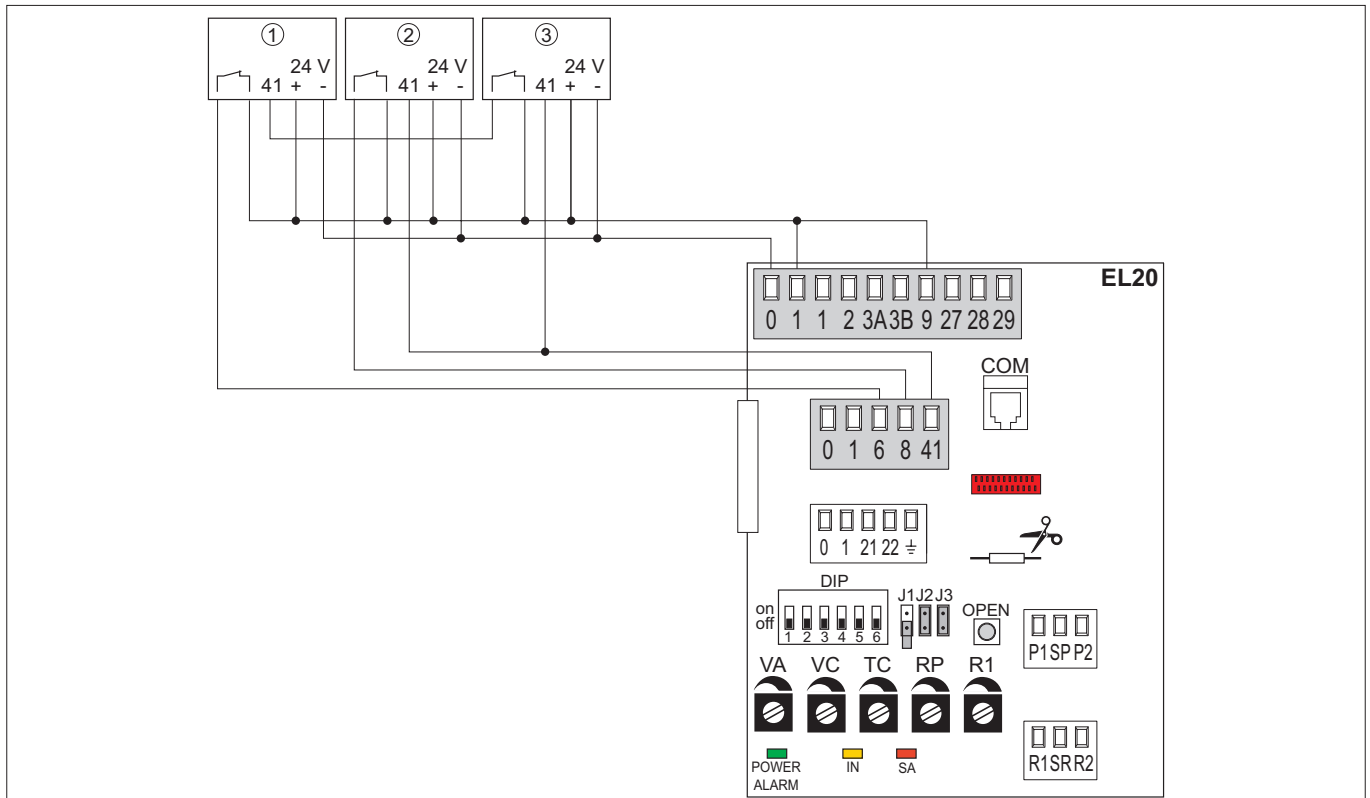 ① ② ③
24 V 24 V 24 V
41 + - 41 + - 41 + -
EL20
0 1 1 2 3A 3B 9 27 28 29
COM
0 1 6 8 41
0 1 21 22 ⏚
DIP
on
off
1 2 3 4 5 6
J1 J2 J3
OPEN
P1 SP P2
VA VC TC RP R1
R1 SR R2
POWER
ALARM
IN
SA